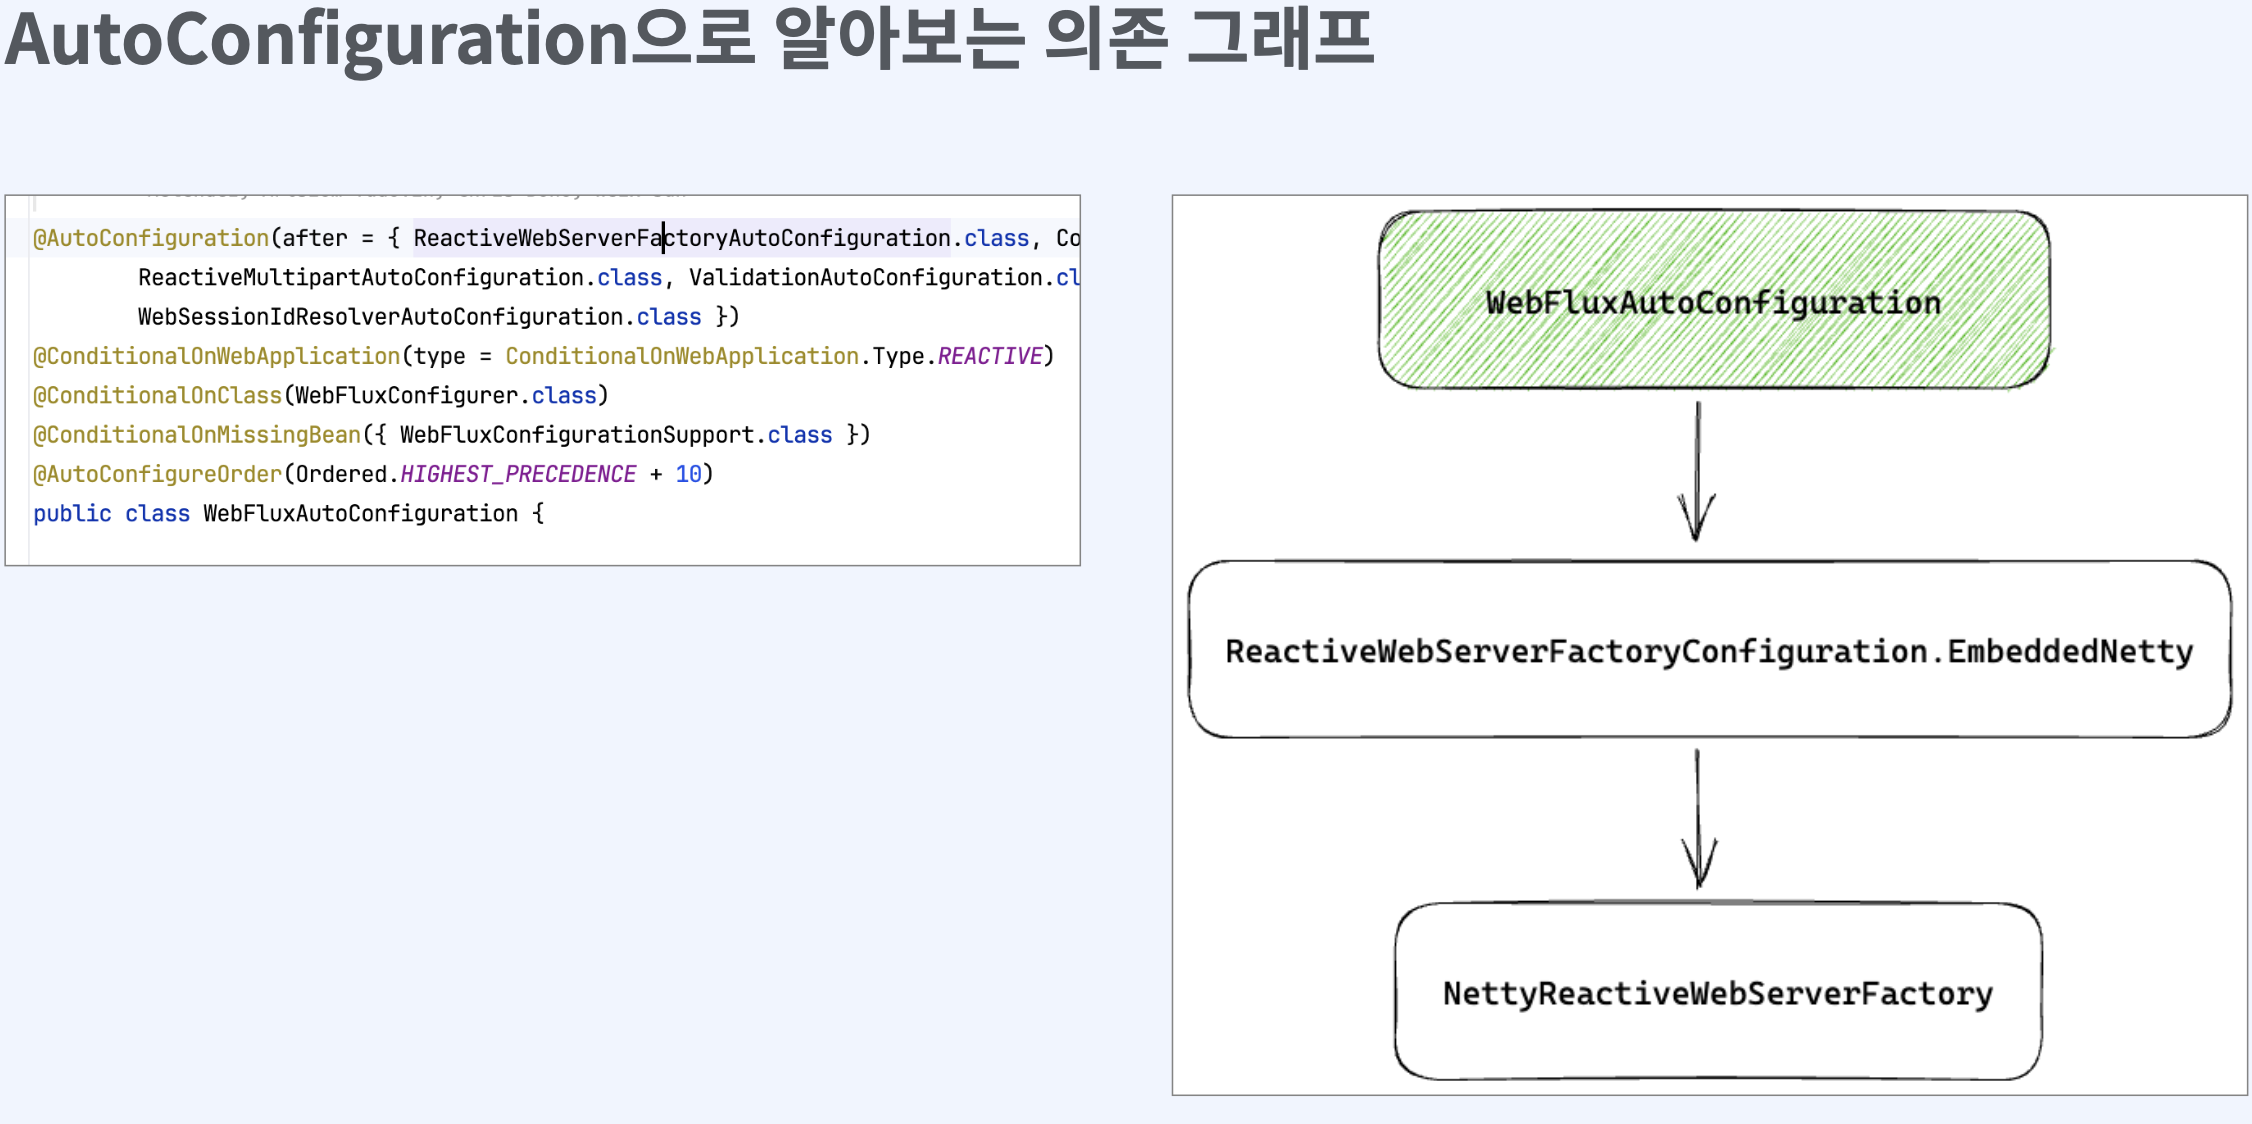 AutoConfiguration으로 알아보는 의존 그래프
@AutoConfiguration(after = { ReactiveWebServerFactoryAutoConfiguration.class, Co
ReactiveMultipartAutoConfiguration.class, ValidationAutoConfiguration.cl
WebSessionIdResolverAutoConfiguration.class })
@ConditionalOnWebApplication(type = ConditionalOnWebApplication.Type.REACTIVE)
@ConditionalOnClass(WebFluxConfigurer.class)
@ConditionalOnMissingBean({ WebFluxConfigurationSupport.class })
@AutoConfigureOrder(Ordered.HIGHEST_PRECEDENCE + 10)
public class WebFluxAutoConfiguration {
WebFluxAutoConfiguration
ReactiveWebServerFactoryConfiguration.EmbeddedNetty
NettyReactiveWebServerFactory